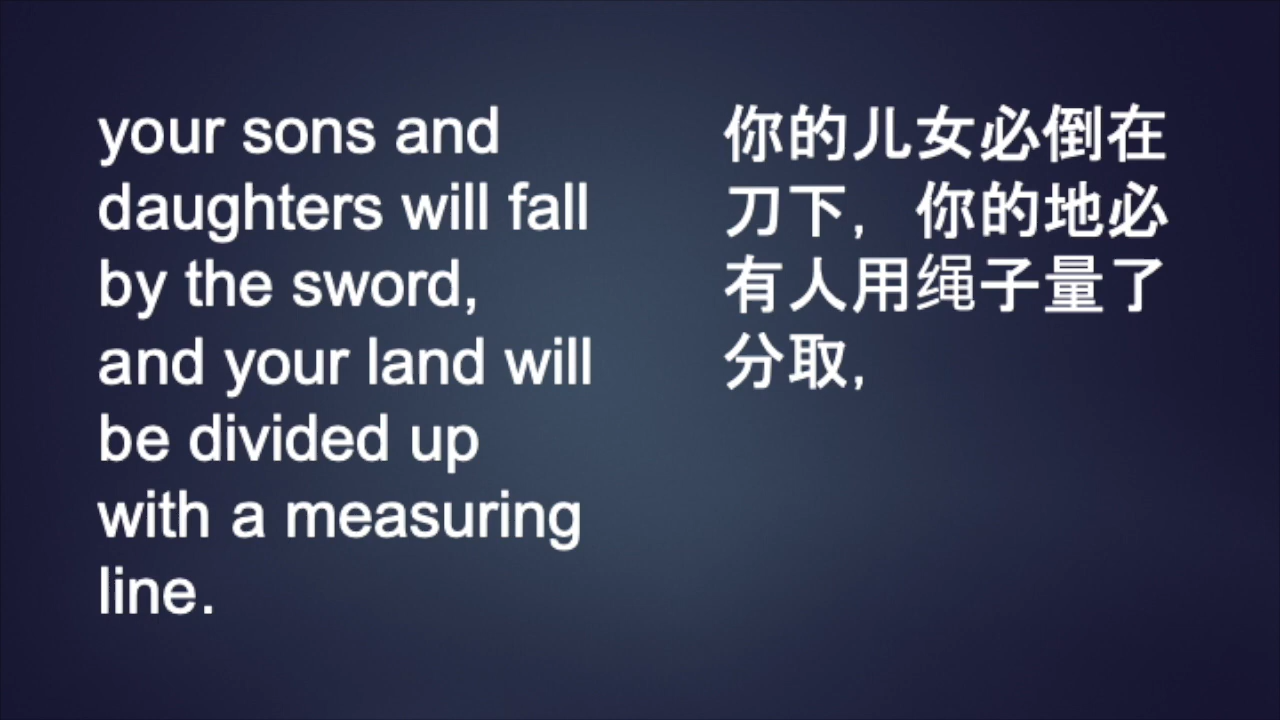 your sons and
daughters will fall
by the sword,
and your land will
be divided up
with a measuring
line.
你的儿女必倒在
刀下，你的地必
有人用绳子量了
分取，